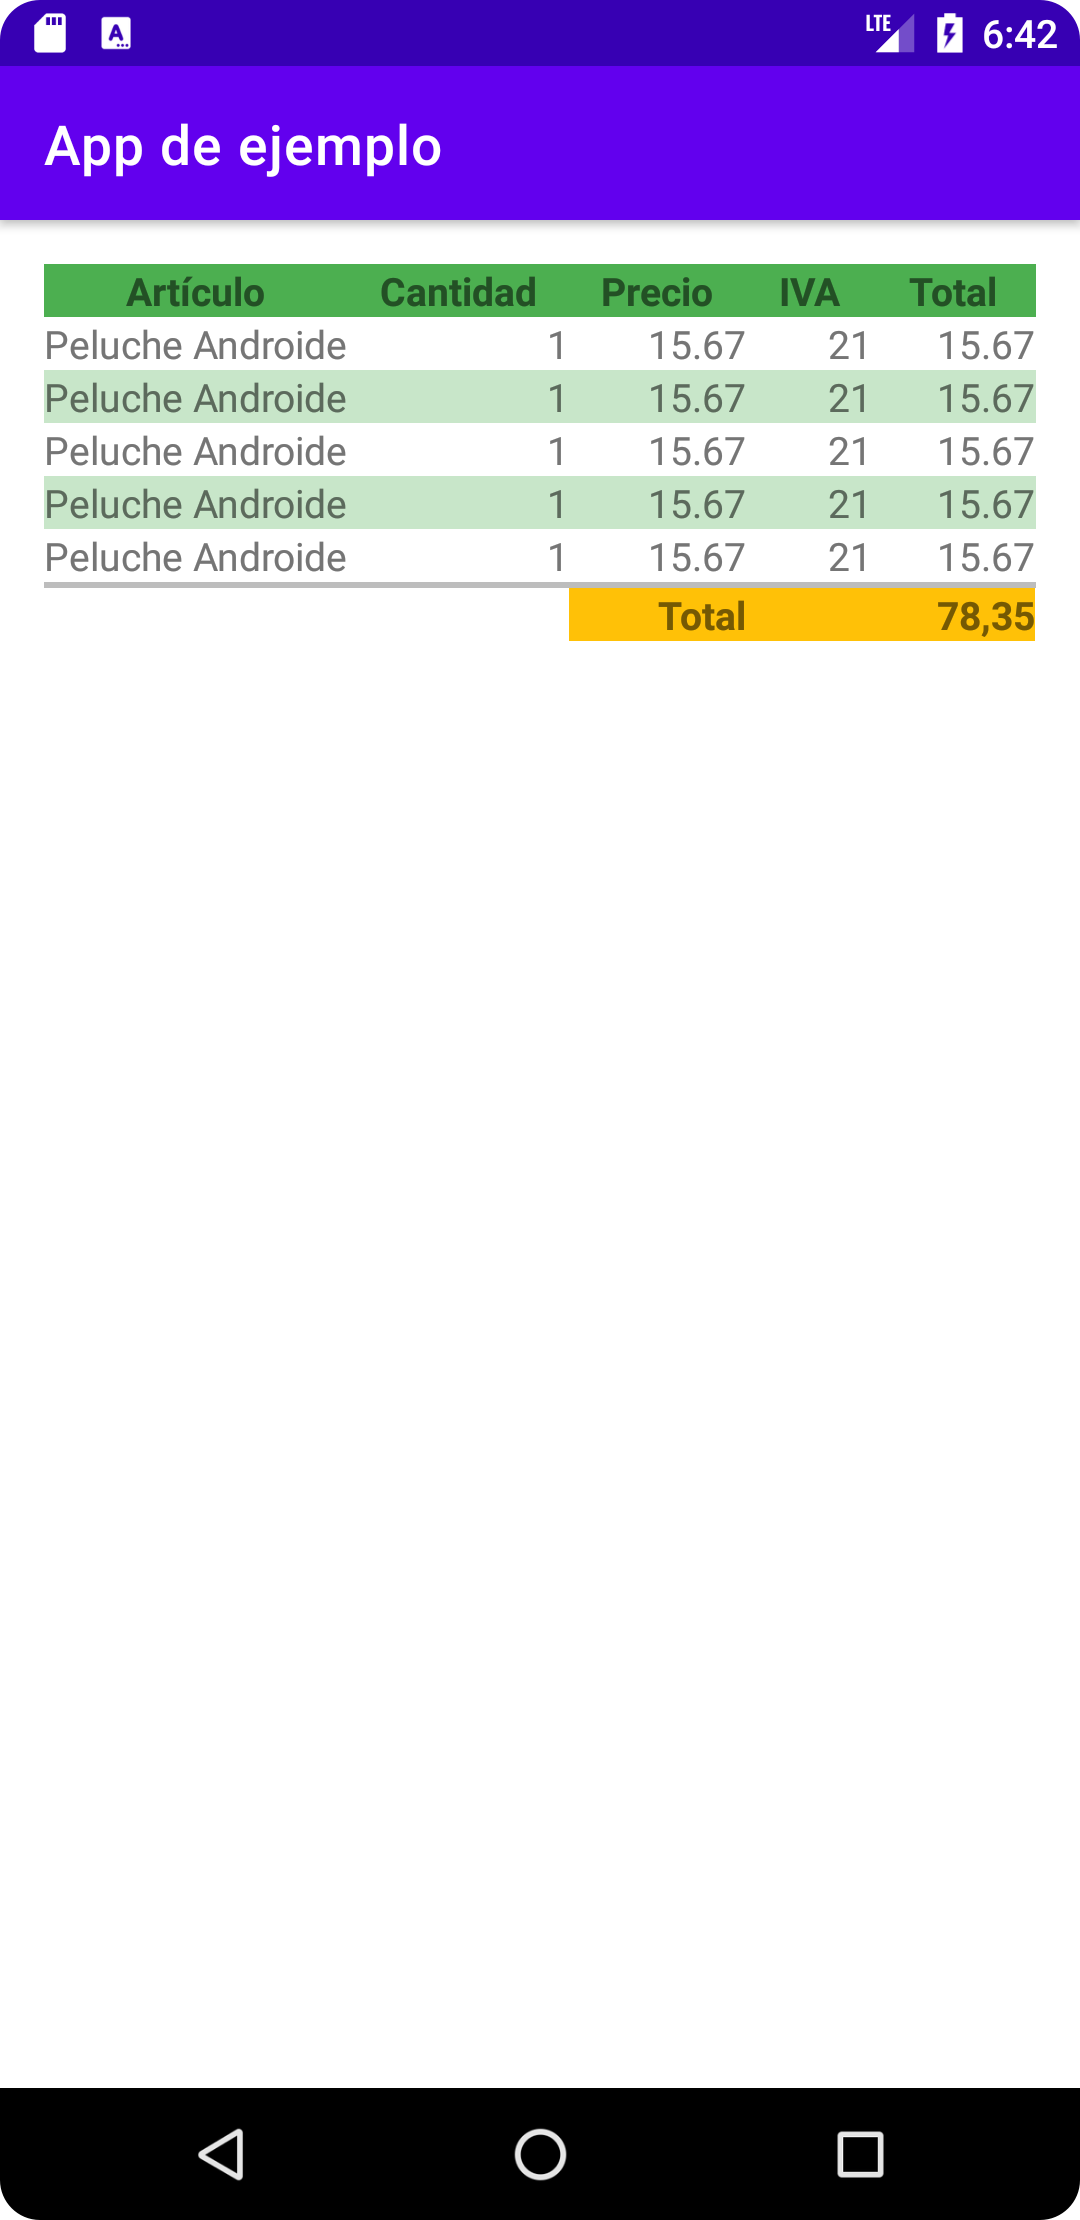 LTE 6:42
App de ejemplo
Artículo Cantidad Precio IVA Total
Peluche Androide 1 15.67 21 15.67
Peluche Androide 1 15.67 21 15.67
Peluche Androide 1 15.67 21 15.67
Peluche Androide 1 15.67 21 15.67
Peluche Androide 1 15.67 21 15.67
Total 78,35